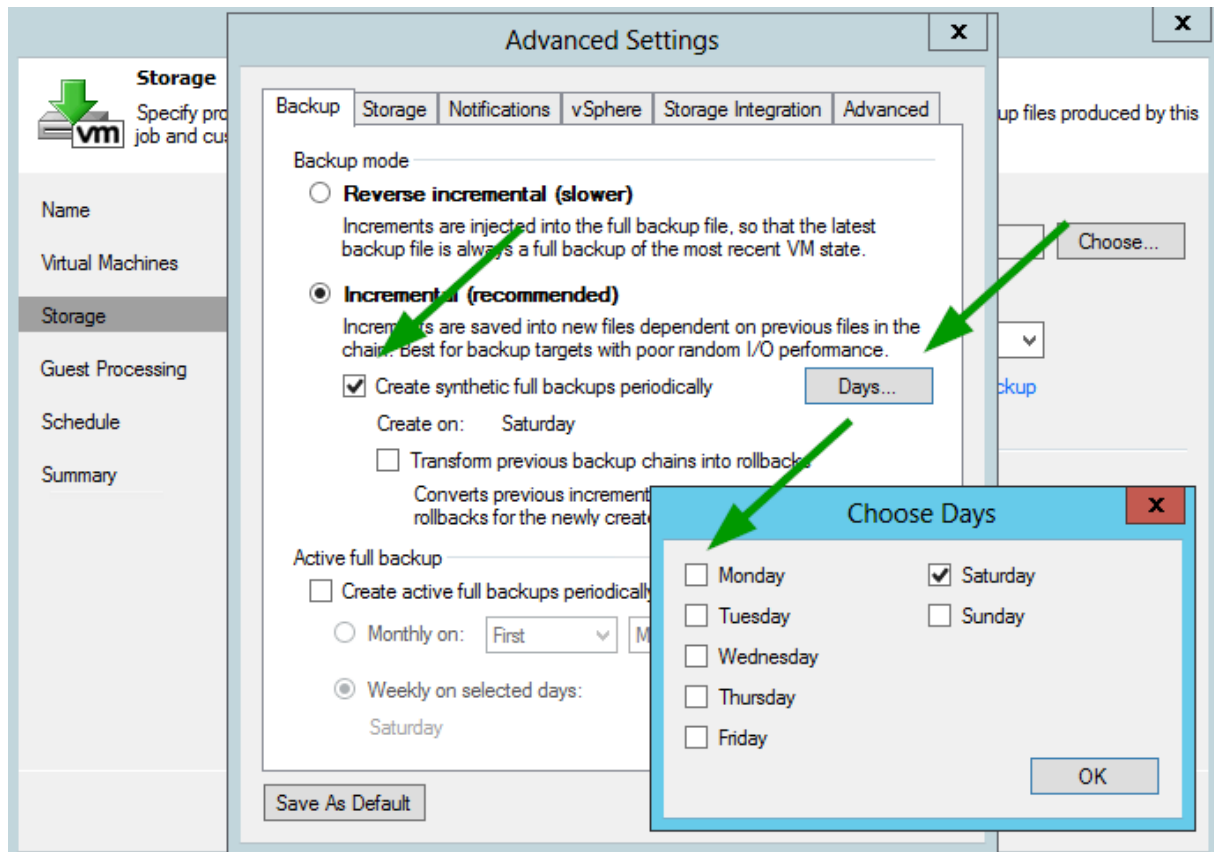 Advanced Settings
x
x
Storage
Specify pro
job and cus
up files produced by this
vm
Name
Virtual Machines
Storage
Guest Processing
Schedule
Summary
Backup
Storage
Notifications
vSphere
Storage Integration
Advanced
Backup mode
Reverse incremental (slower)
Increments are injected into the full backup file, so that the latest
backup file is always a full backup of the most recent VM state.
Choose...
Incremental (recommended)
Increments are saved into new files dependent on previous files in the
chain. Best for backup targets with poor random I/O performance.
Create synthetic full backups periodically
Days...
ckup
Create on: Saturday
Transform previous backup chains into rollbacks
Converts previous increment
rollbacks for the newly create
Active full backup
Create active full backups periodically
Monthly on: First M
Weekly on selected days:
Saturday
Save As Default
Choose Days
x
Monday
Saturday
Tuesday
Sunday
Wednesday
Thursday
Friday
OK